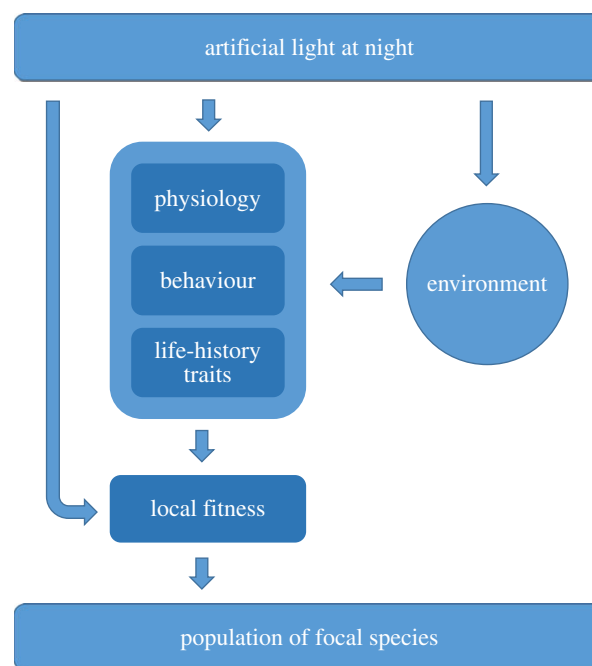 artificial light at night
physiology
behaviour
environment
life-history
traits
local fitness
population of focal species